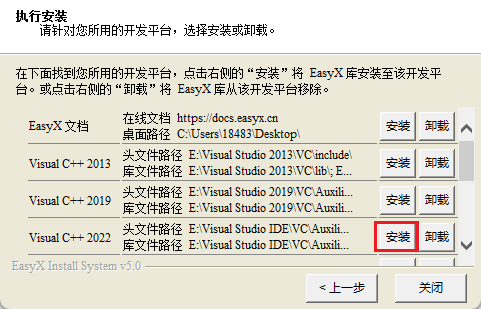 执行安装
请针对您所用的开发平台，选择安装或卸载。
在下面找到您所用的开发平台，点击右侧的“安装”将 EasyX 库安装至该开发平
台。或点击右侧的“卸载”将 EasyX 库从该开发平台移除。
EasyX 文档 在线文档 https://docs.easyx.cn 安装 卸载
桌面路径 C:\Users\18483\Desktop\
Visual C++ 2013 头文件路径 E:\Visual Studio 2013\VC\include\ 安装 卸载
库文件路径 E:\Visual Studio 2013\VC\lib\; E...
Visual C++ 2019 头文件路径 E:\Visual Studio 2019\VC\Auxili... 安装 卸载
库文件路径 E:\Visual Studio 2019\VC\Auxili...
Visual C++ 2022 头文件路径 E:\Visual Studio IDE\VC\Auxili... 安装 卸载
库文件路径 E:\Visual Studio IDE\VC\Auxili...
EasyX Install System v5.0
< 上一步 关闭